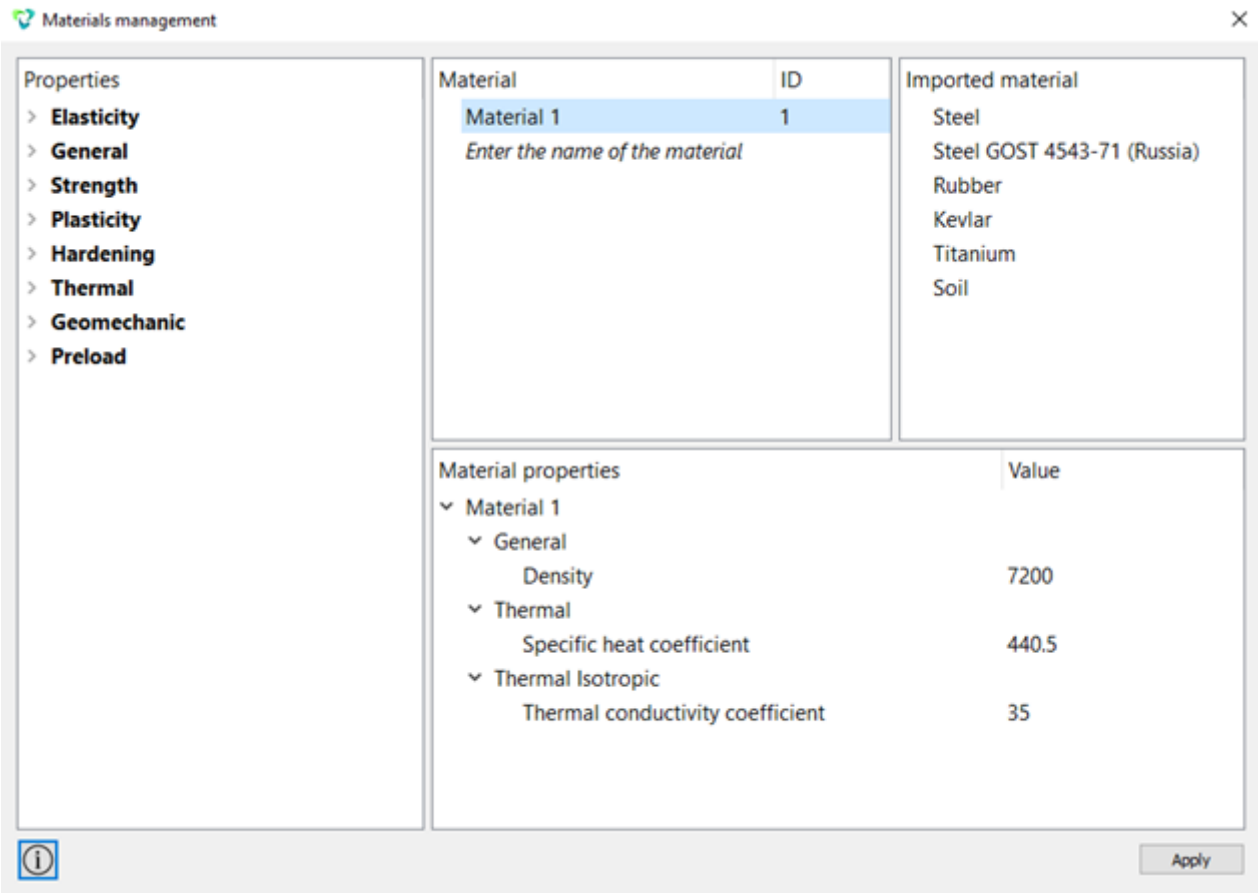 Materials management
Properties
Elasticity
General
Strength
Plasticity
Hardening
Thermal
Geomechanic
Preload
Material ID
Material 1 1
Enter the name of the material
Imported material
Steel
Steel GOST 4543-71 (Russia)
Rubber
Kevlar
Titanium
Soil
Material properties Value
Material 1
General
Density 7200
Thermal
Specific heat coefficient 440.5
Thermal Isotropic
Thermal conductivity coefficient 35
Apply